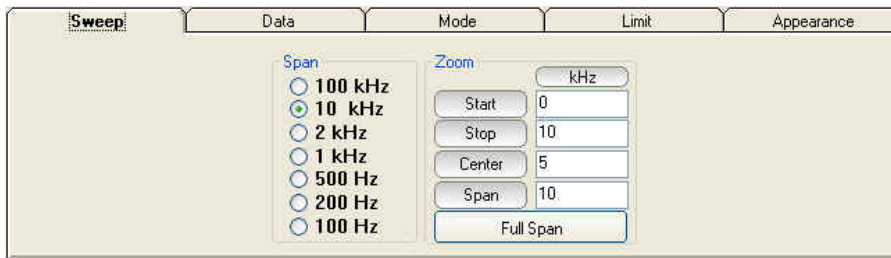 Sweep Data Mode Limit Appearance
Span
100 kHz
10 kHz
2 kHz
1 kHz
500 Hz
200 Hz
100 Hz
Zoom
kHz
Start 0
Stop 10
Center 5
Span 10
Full Span